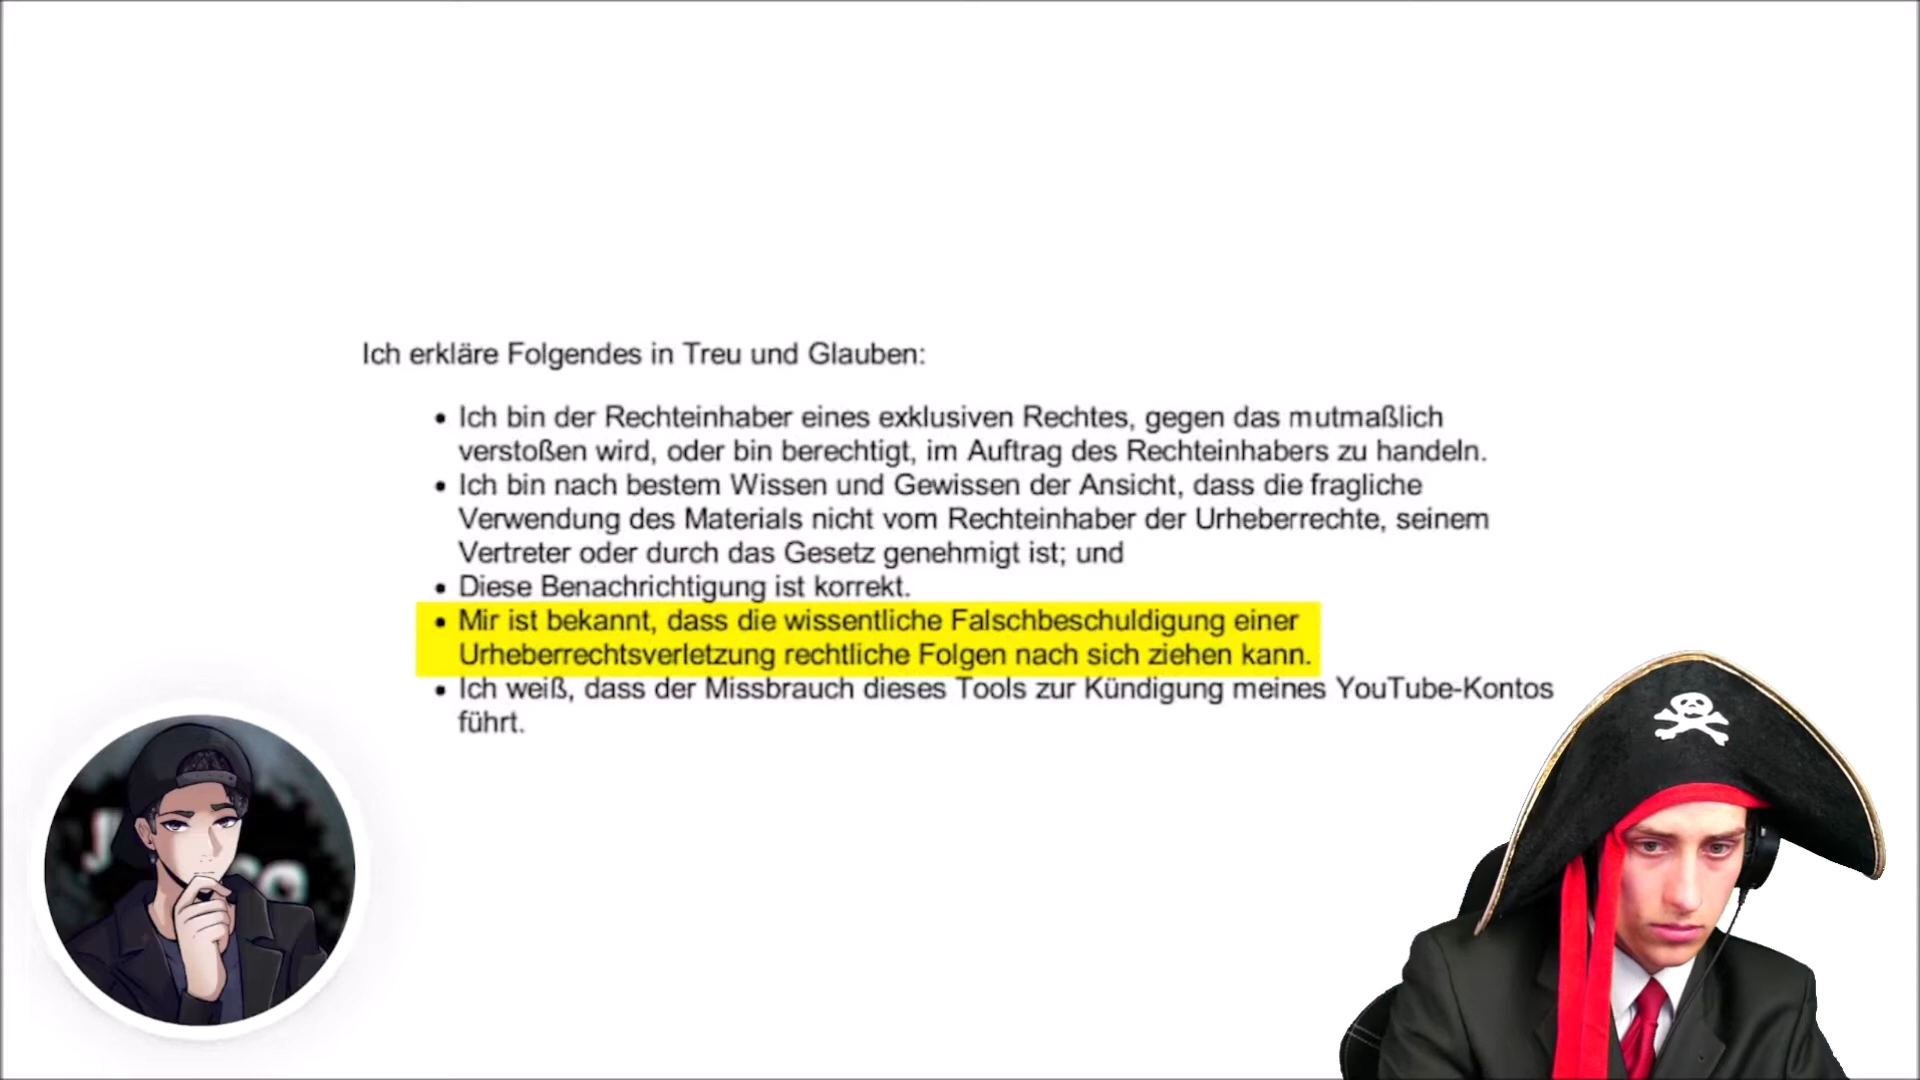 Ich erkläre Folgendes in Treu und Glauben:
• Ich bin der Rechteinhaber eines exklusiven Rechtes, gegen das mutmaßlich
verstoßen wird, oder bin berechtigt, im Auftrag des Rechteinhabers zu handeln.
• Ich bin nach bestem Wissen und Gewissen der Ansicht, dass die fragliche
Verwendung des Materials nicht vom Rechteinhaber der Urheberrechte, seinem
Vertreter oder durch das Gesetz genehmigt ist; und
• Diese Benachrichtigung ist korrekt.
• Mir ist bekannt, dass die wissentliche Falschbeschuldigung einer
Urheberrechtsverletzung rechtliche Folgen nach sich ziehen kann.
• Ich weiß, dass der Missbrauch dieses Tools zur Kündigung meines YouTube-Kontos
führt.